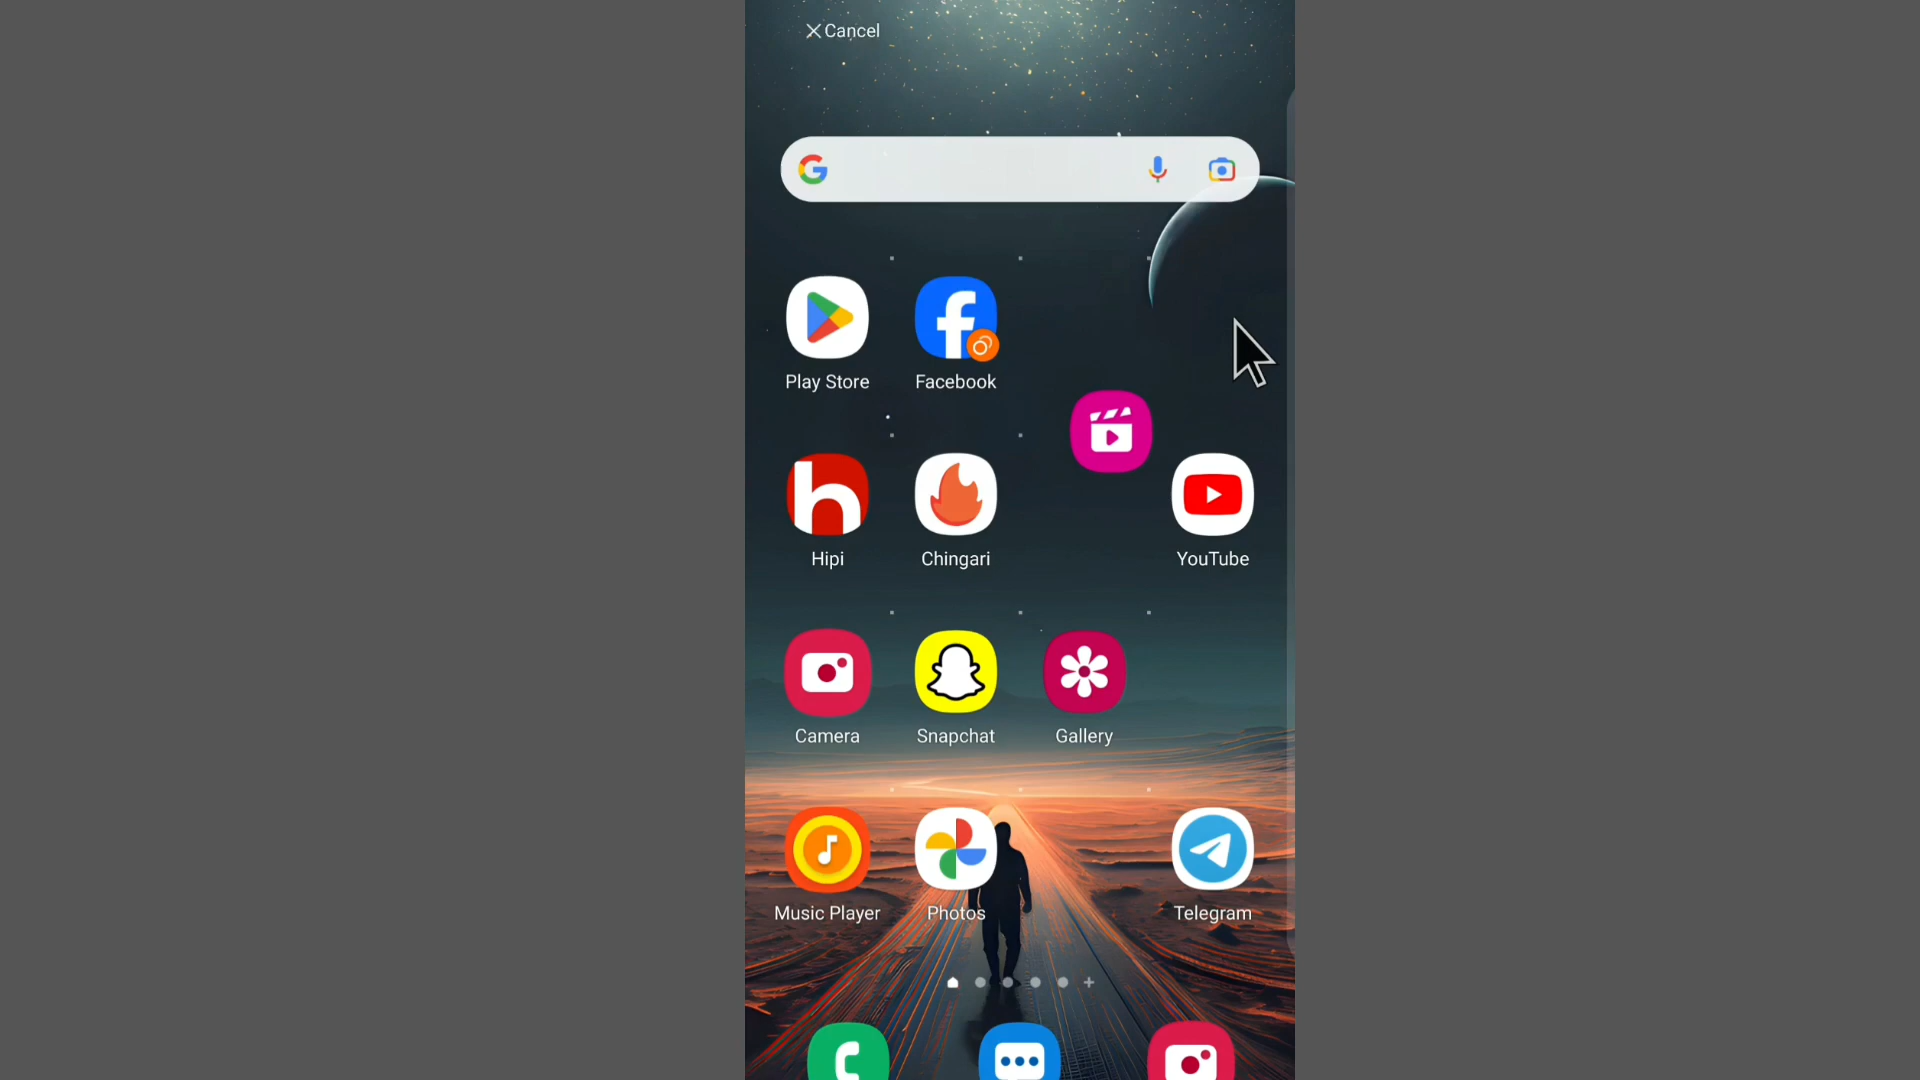 Cancel
Play Store
Facebook
Hipi
Chingari
YouTube
Camera
Snapchat
Gallery
Music Player
Photos
Telegram